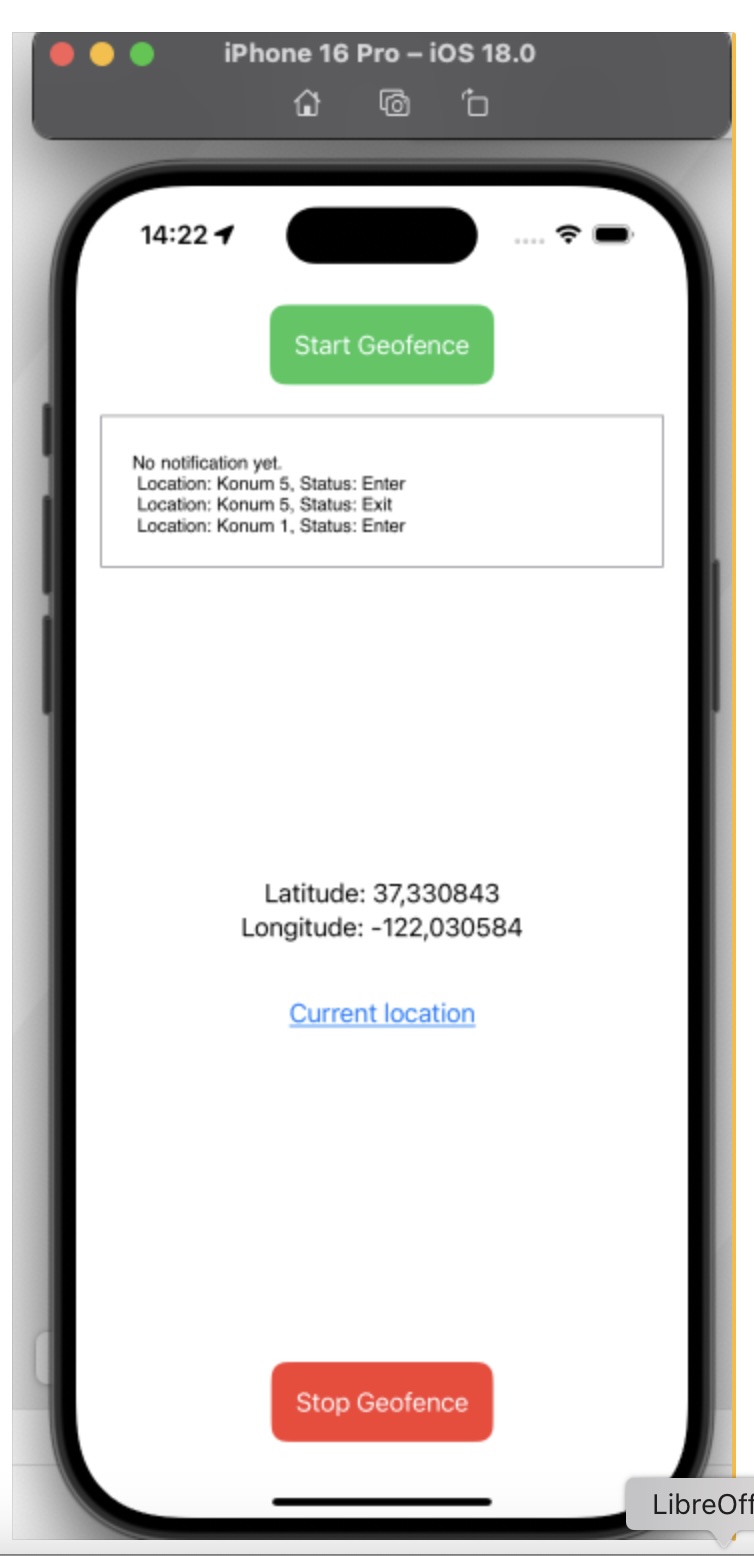 iPhone 16 Pro – iOS 18.0
14:22
Start Geofence
No notification yet.
Location: Konum 5, Status: Enter
Location: Konum 5, Status: Exit
Location: Konum 1, Status: Enter
Latitude: 37,330843
Longitude: -122,030584
Current location
Stop Geofence
LibreOff